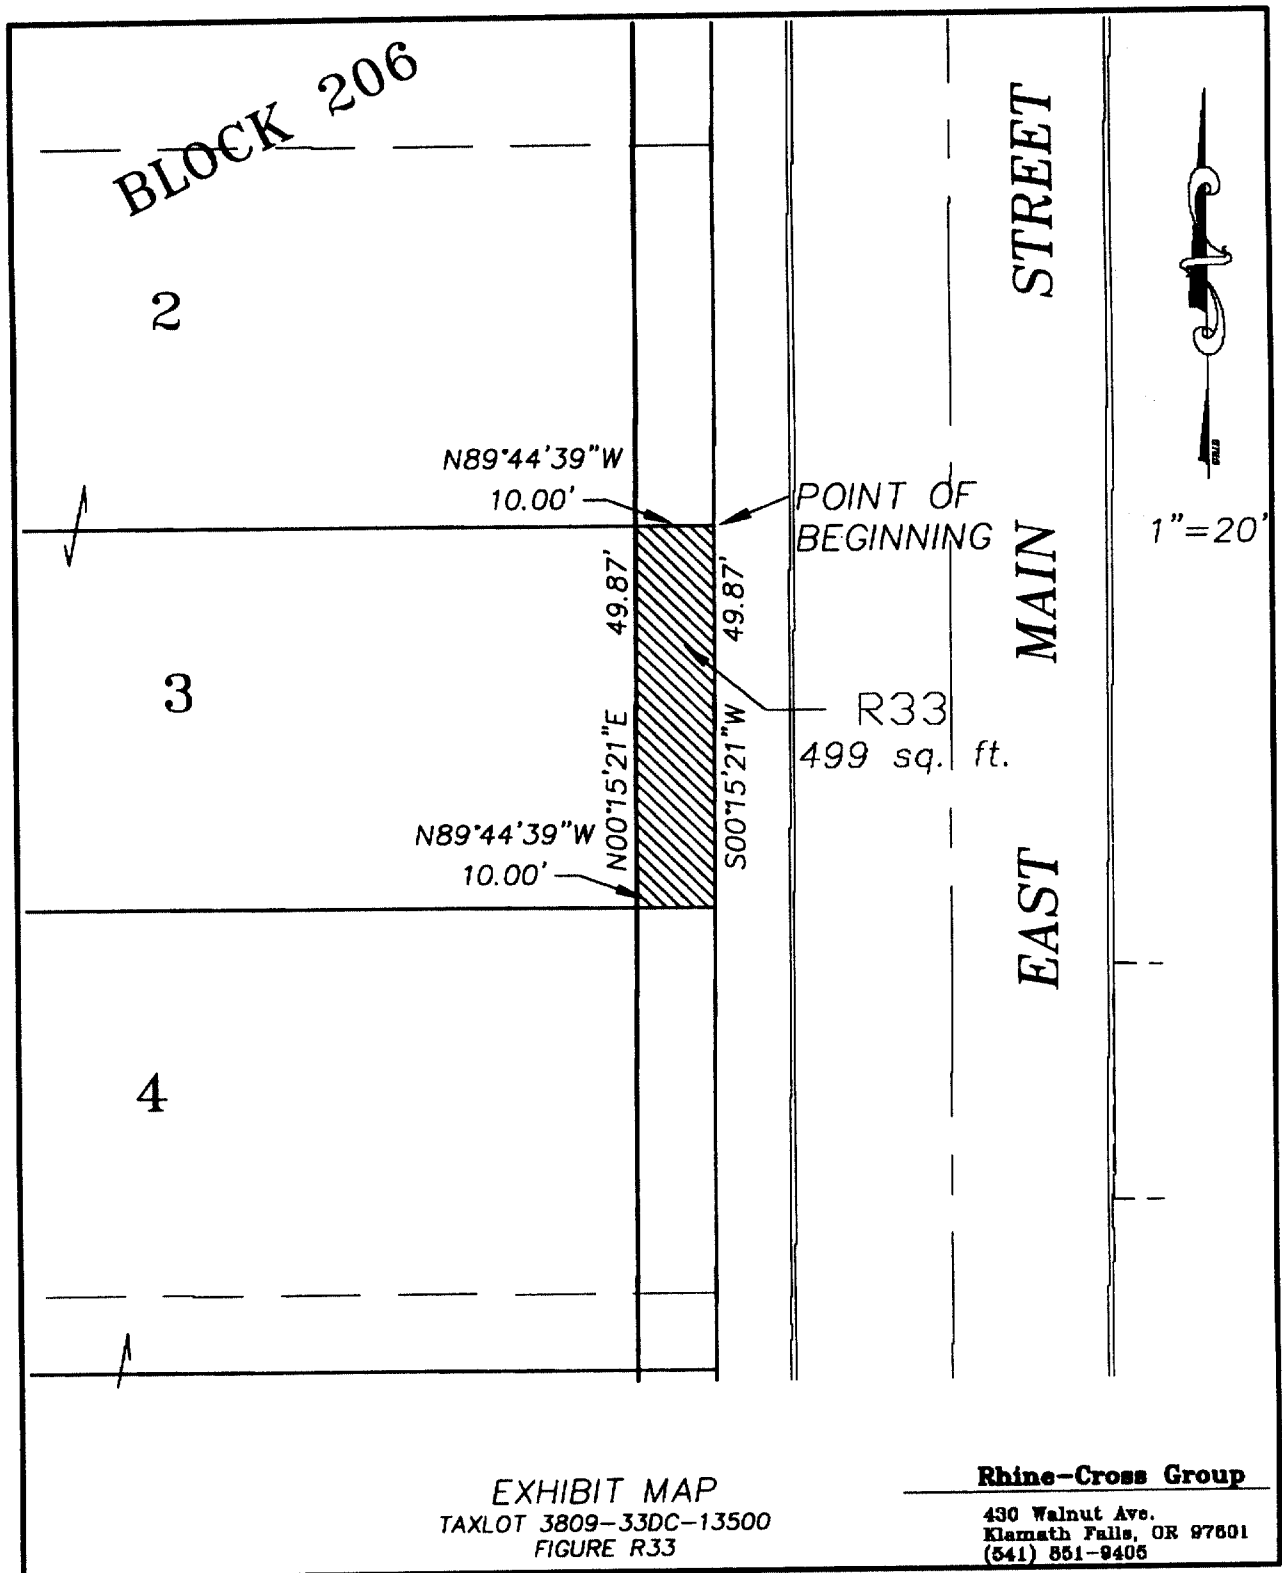 BLOCK 206
2
N89°44'39"W
10.00'
POINT OF
BEGINNING
1"=20'
49.87'
49.87'
3
R33
499 sq. ft.
N00°15'21"E
S00°15'21"W
N89°44'39"W
10.00'
EAST MAIN STREET
4
EXHIBIT MAP
TAXLOT 3809-33DC-13500
FIGURE R33
Rhine-Cross Group
430 Walnut Ave.
Klamath Falls, OR 97601
(541) 851-9405